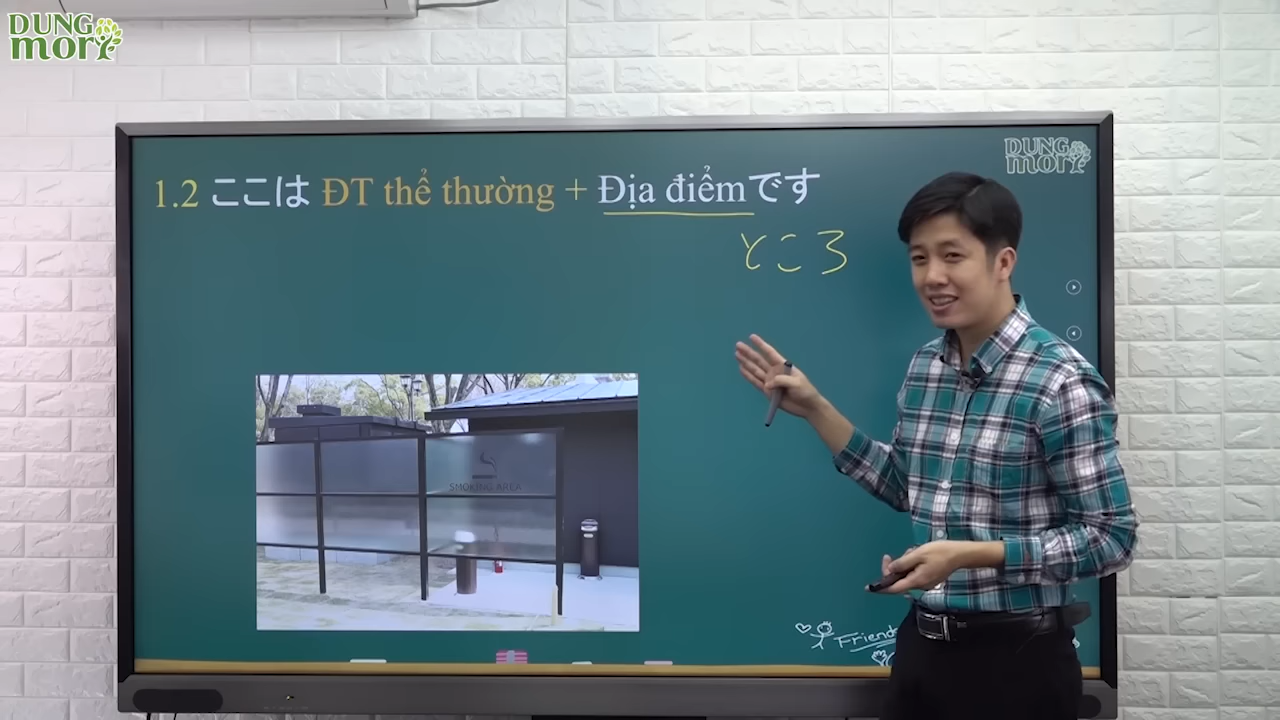 DUNG
mori
DUNG
mori
1.2 ここは ĐT thể thường + Địa điểmです
ところ
SMOKING AREA
Friend